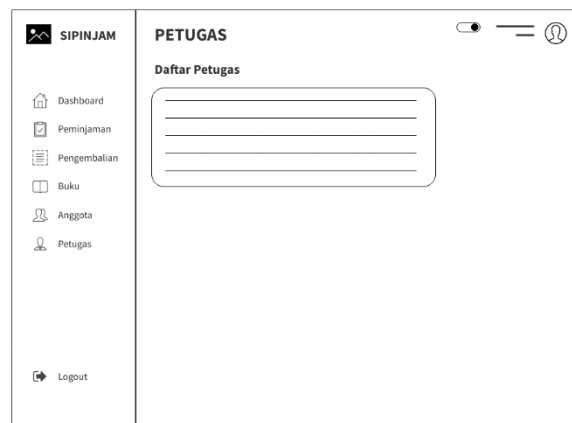 SIPINJAM
Dashboard
Peminjaman
Pengembalian
Buku
Anggota
Petugas
Logout
PETUGAS
Daftar Petugas